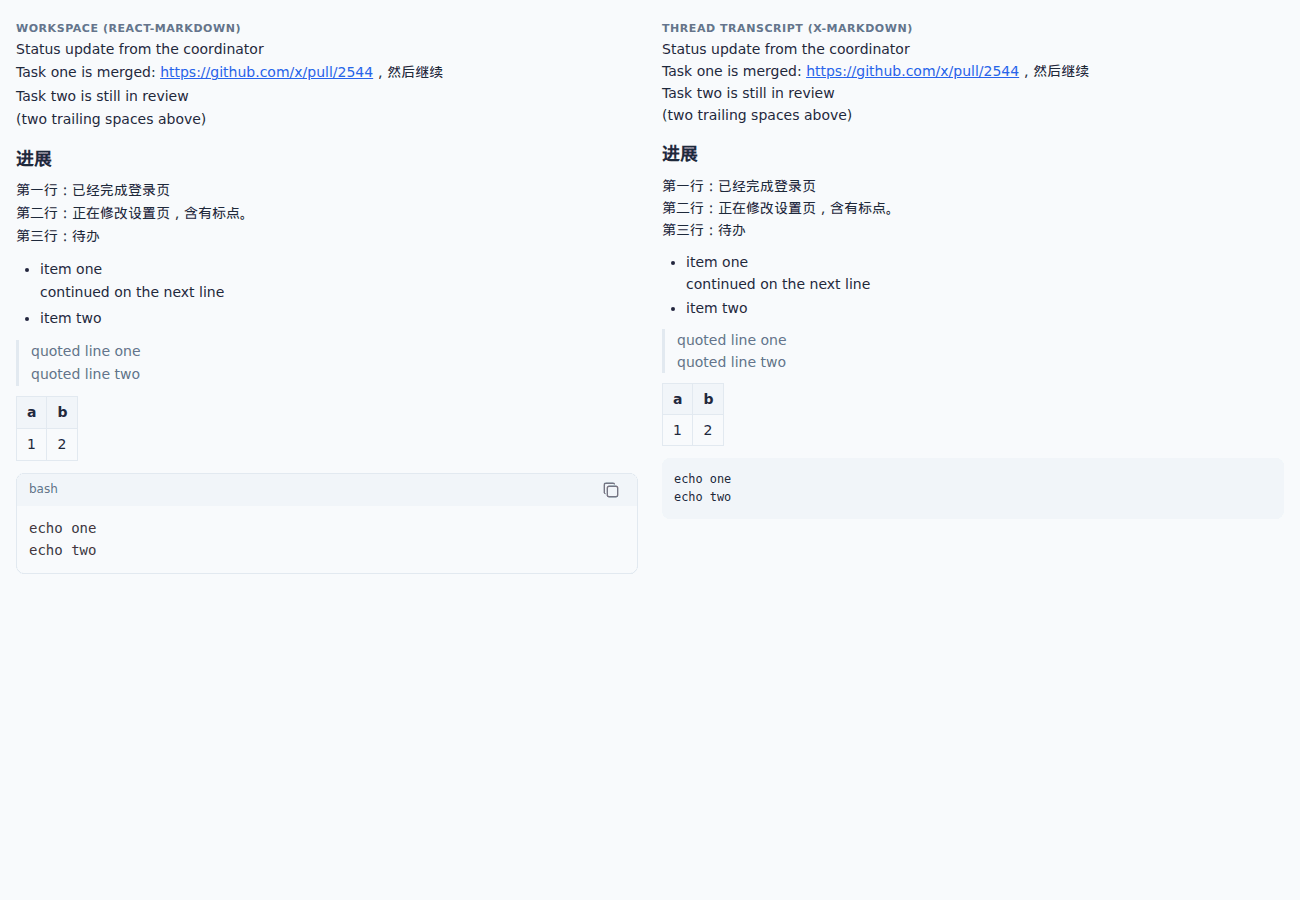 WORKSPACE (REACT-MARKDOWN)
Status update from the coordinator
Task one is merged: https://github.com/x/pull/2544 ，然后继续
Task two is still in review
(two trailing spaces above)
进展
第一行：已经完成登录页
第二行：正在修改设置页，含有标点。
第三行：待办
• item one
continued on the next line
• item two
quoted line one
quoted line two
a b
1 2
bash
echo one
echo two
THREAD TRANSCRIPT (X-MARKDOWN)
Status update from the coordinator
Task one is merged: https://github.com/x/pull/2544 ，然后继续
Task two is still in review
(two trailing spaces above)
进展
第一行：已经完成登录页
第二行：正在修改设置页，含有标点。
第三行：待办
• item one
continued on the next line
• item two
quoted line one
quoted line two
a b
1 2
echo one
echo two